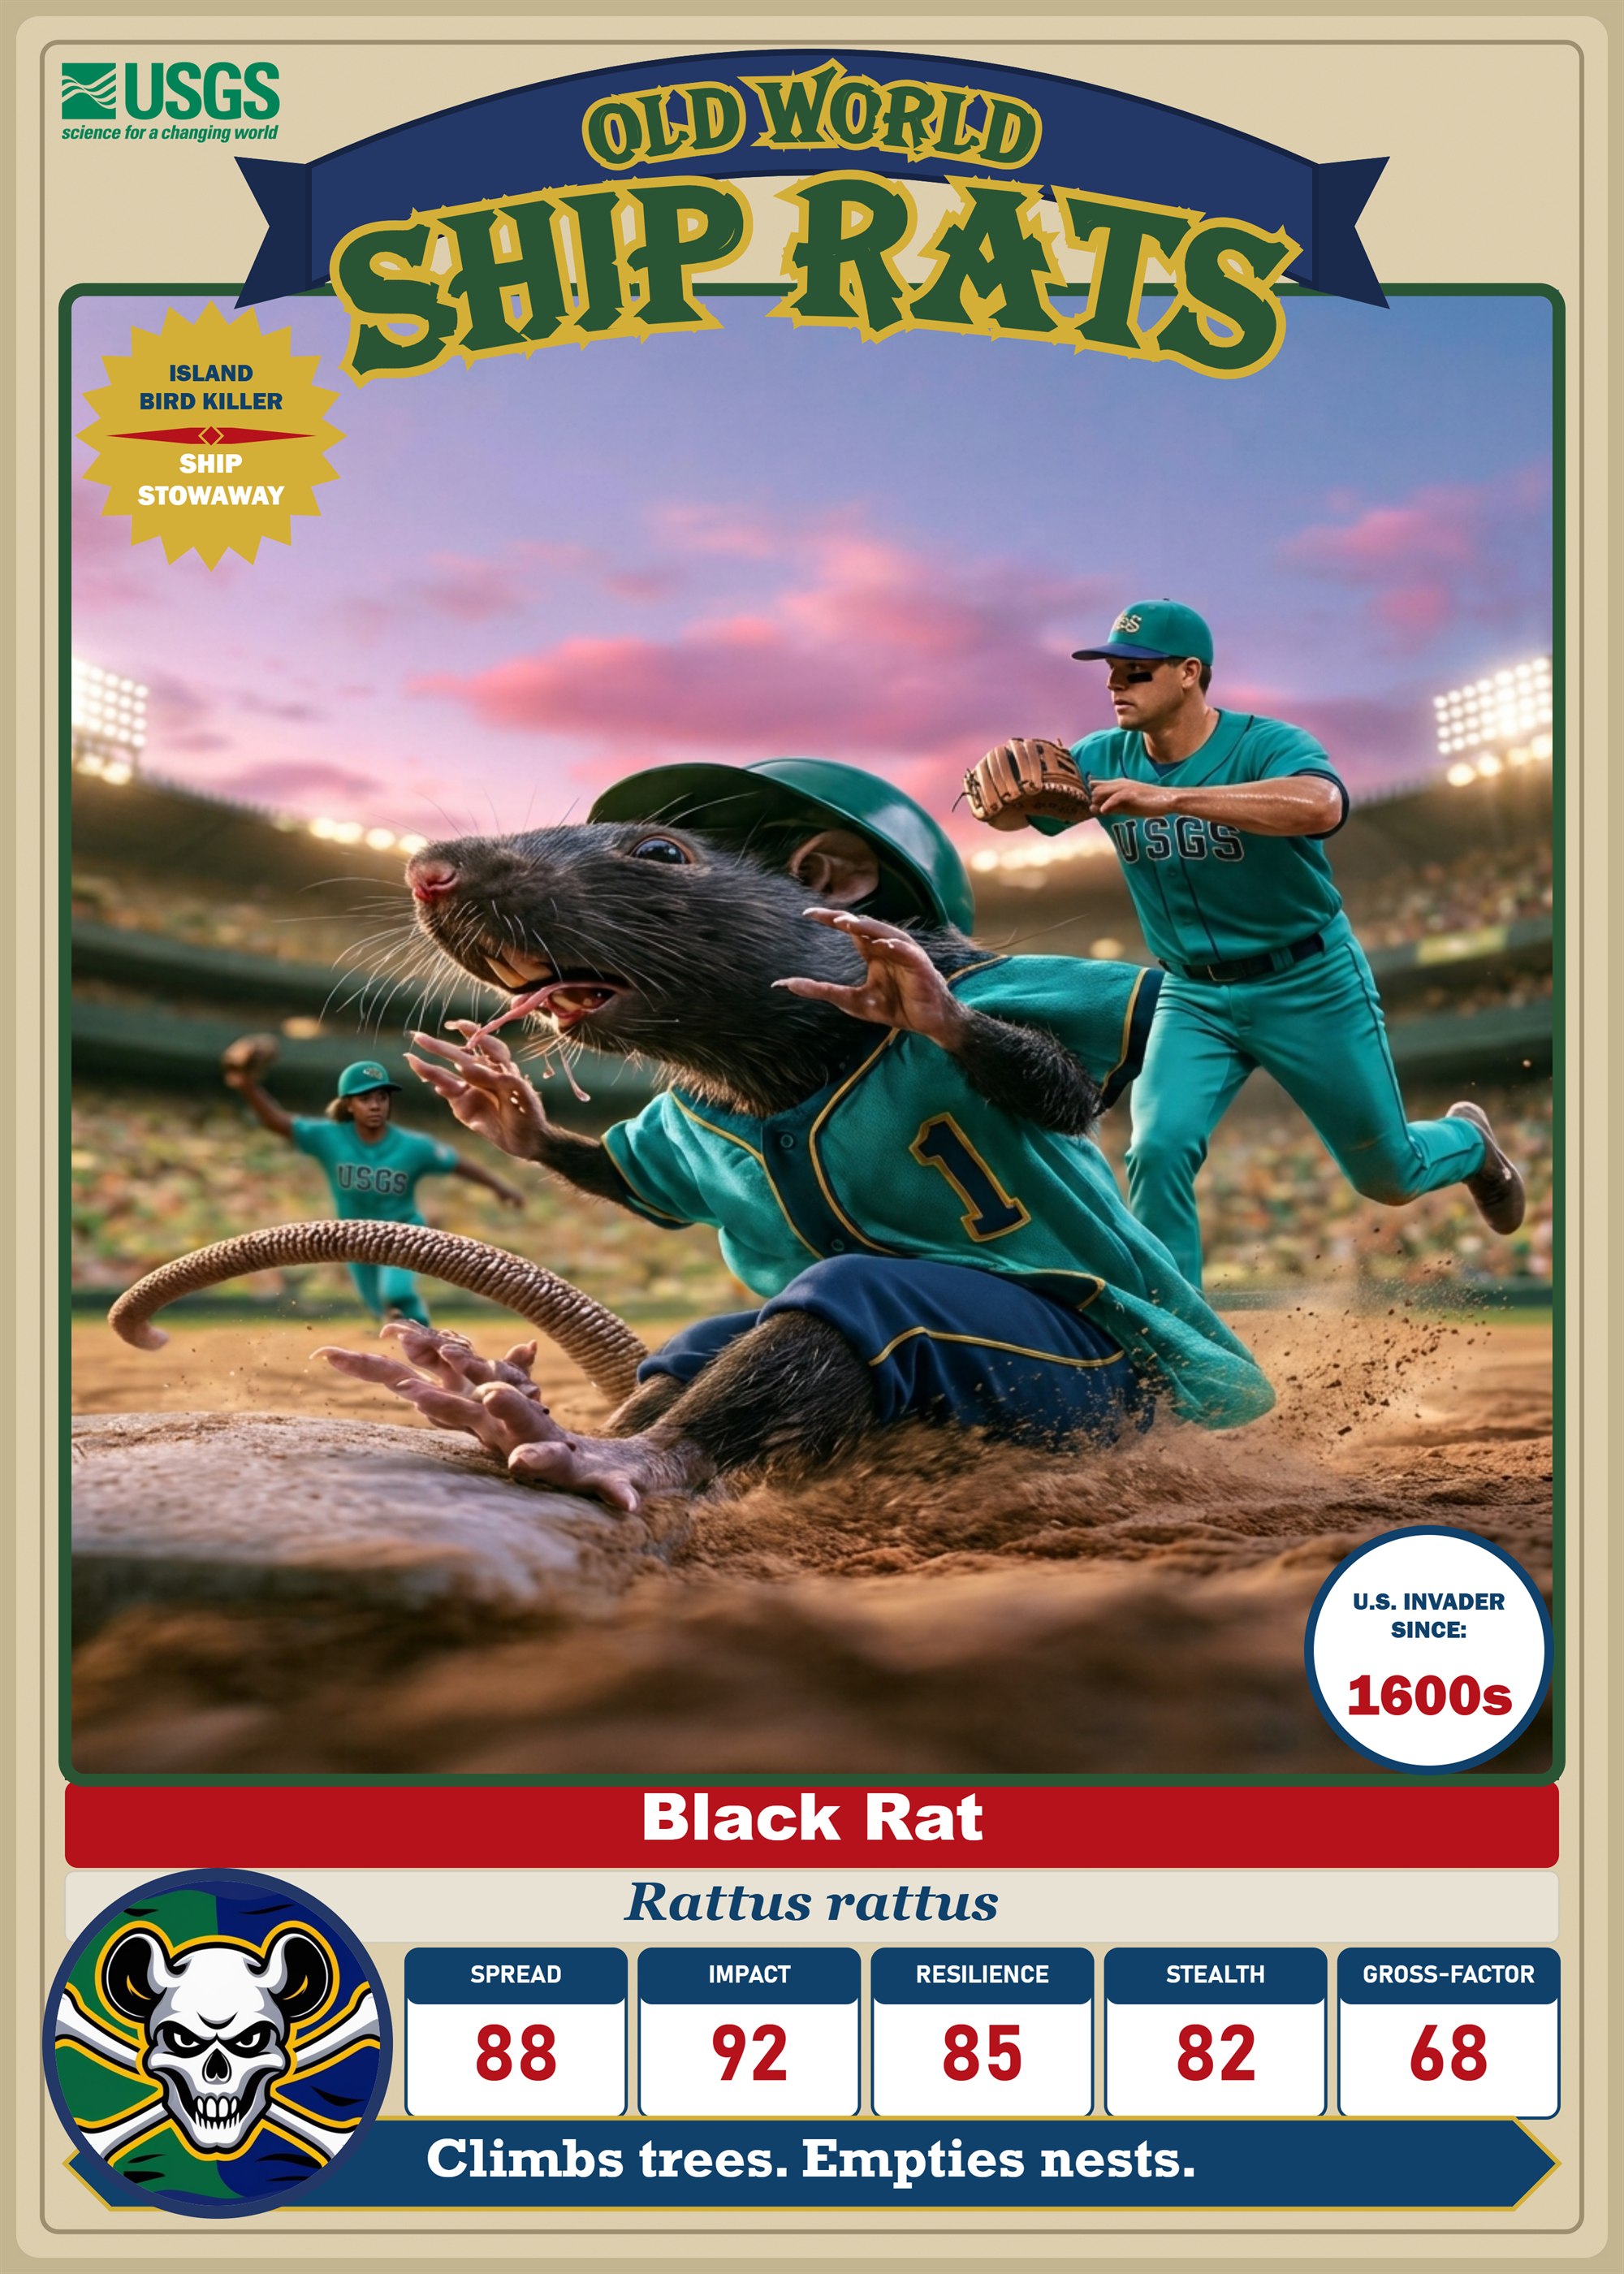 USGS
science for a changing world
OLD WORLD
SHIP RATS
ISLAND
BIRD KILLER
SHIP
STOWAWAY
USGS
USGS
1
U.S. INVADER
SINCE:
1600s
Black Rat
Rattus rattus
SPREAD
IMPACT
RESILIENCE
STEALTH
GROSS-FACTOR
88
92
85
82
68
Climbs trees. Empties nests.